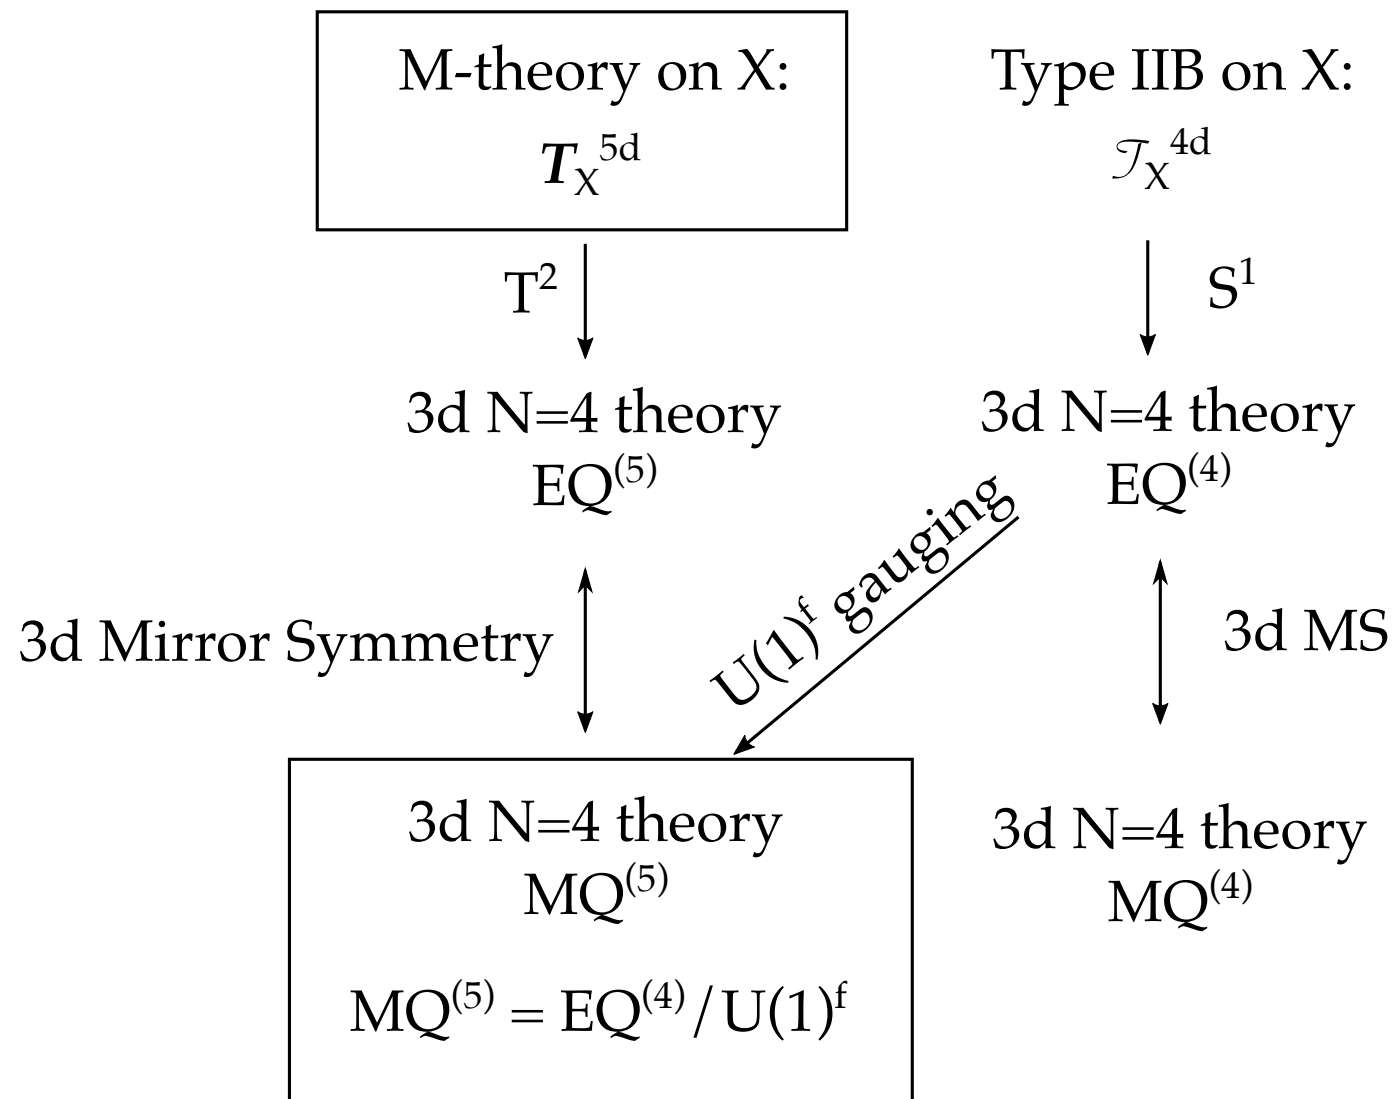 M-theory on X:
T_X^5d
T^2
3d N=4 theory
EQ^(5)
3d Mirror Symmetry
Type IIB on X:
𝒯_X^4d
S^1
3d N=4 theory
EQ^(4)
U(1)^f gauging
3d MS
3d N=4 theory
MQ^(5)
MQ^(5) = EQ^(4)/U(1)^f
3d N=4 theory
MQ^(4)